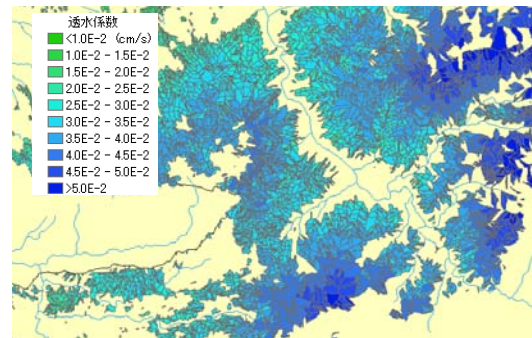 透水係数
<1.0E-2 (cm/s)
1.0E-2 - 1.5E-2
1.5E-2 - 2.0E-2
2.0E-2 - 2.5E-2
2.5E-2 - 3.0E-2
3.0E-2 - 3.5E-2
3.5E-2 - 4.0E-2
4.0E-2 - 4.5E-2
4.5E-2 - 5.0E-2
>5.0E-2